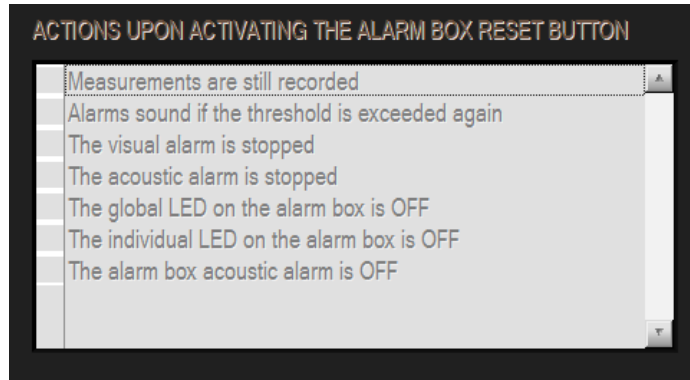 ACTIONS UPON ACTIVATING THE ALARM BOX RESET BUTTON
Measurements are still recorded
Alarms sound if the threshold is exceeded again
The visual alarm is stopped
The acoustic alarm is stopped
The global LED on the alarm box is OFF
The individual LED on the alarm box is OFF
The alarm box acoustic alarm is OFF